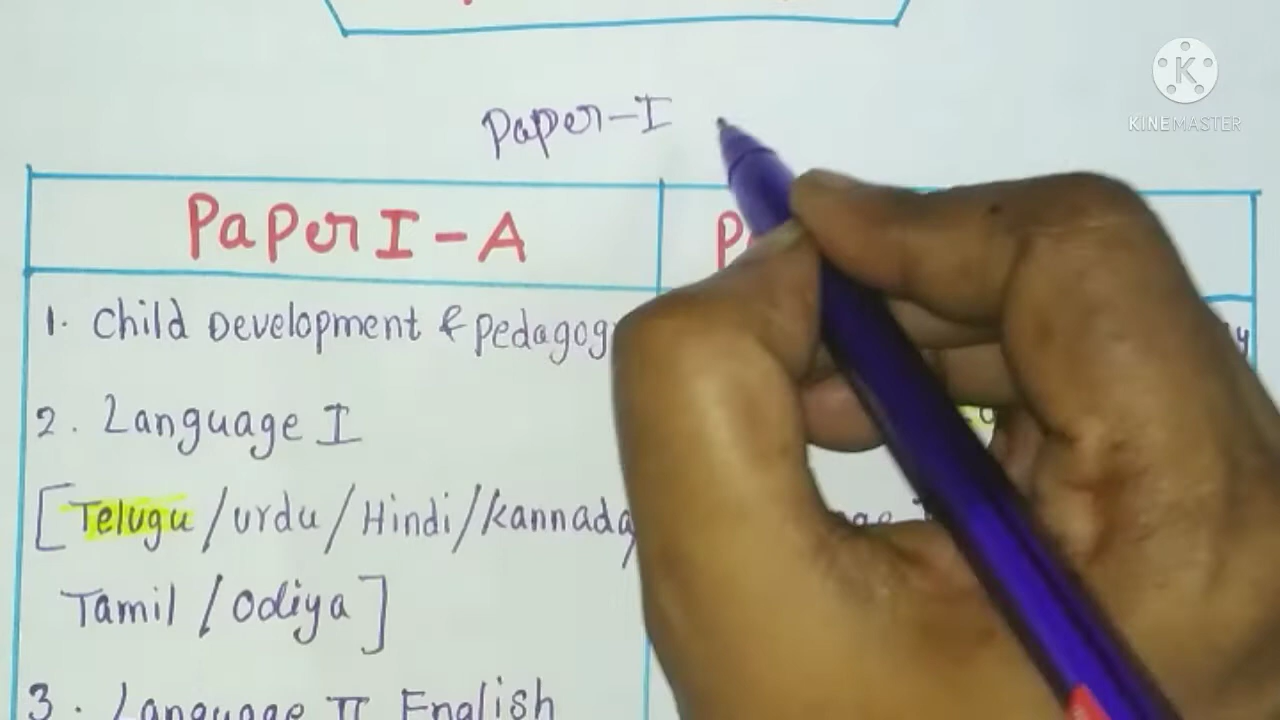 KINEMASTER
Paper-I
Paper I - A
1. Child Development & pedagog
2. Language I
[Telugu/urdu/Hindi/kannada/
Tamil/Odiya]
3. Language II English